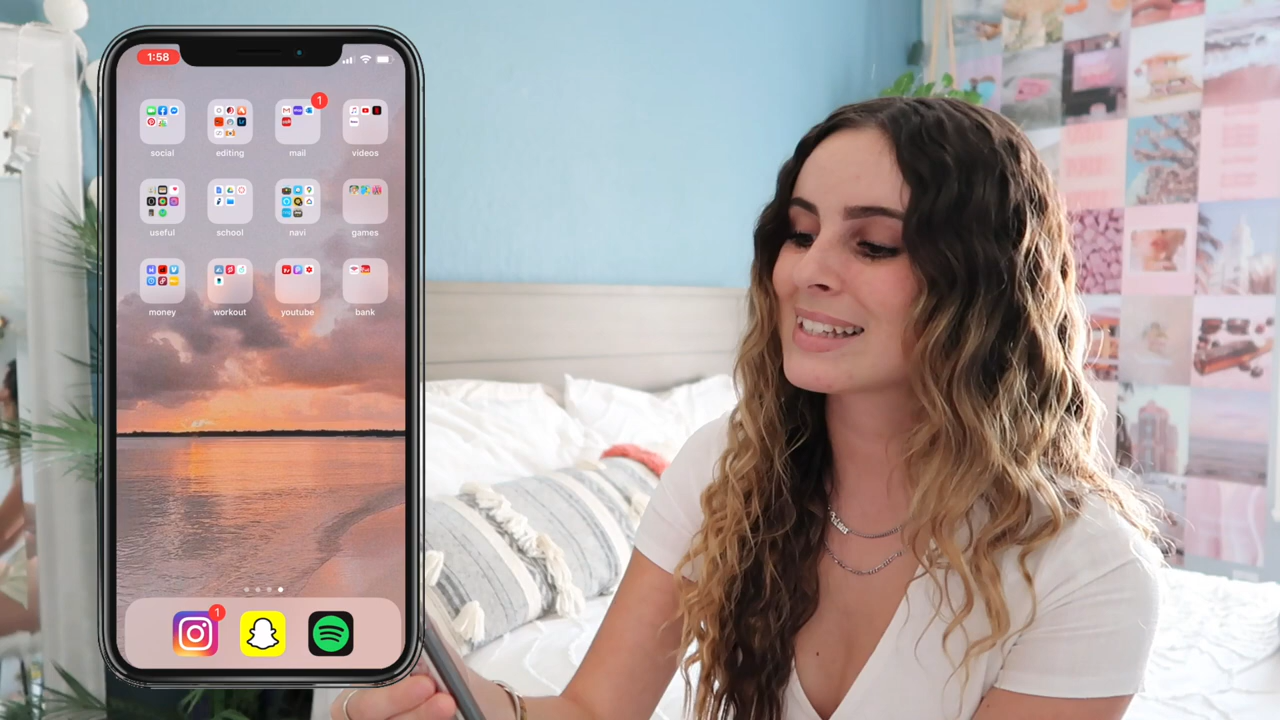 1:58
1
social editing mail videos
useful school navi games
money workout youtube bank
1